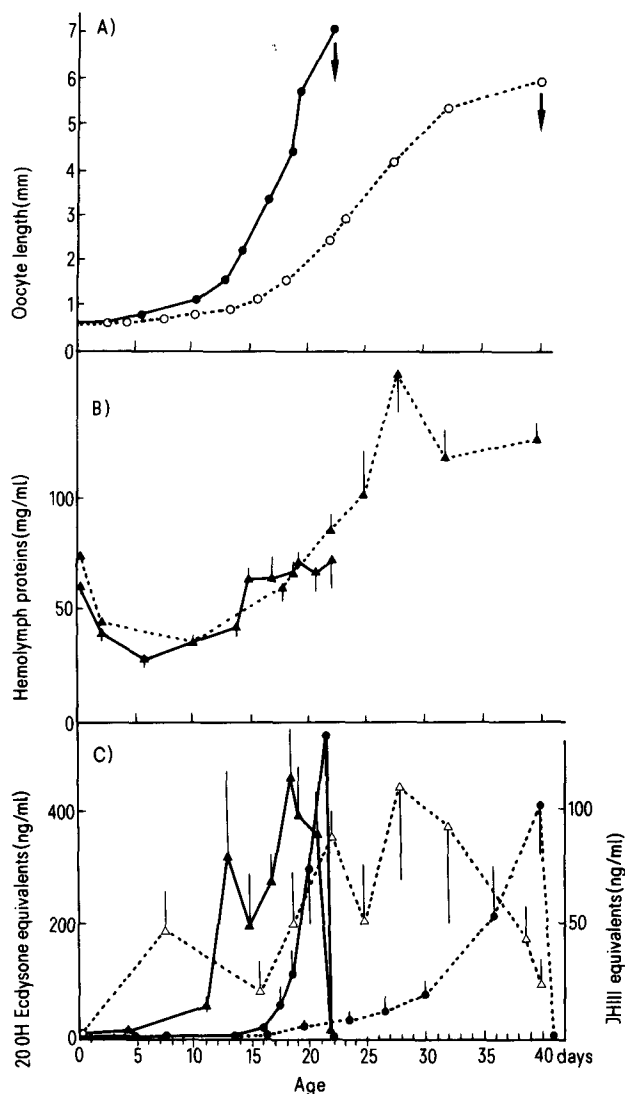 A)
7
6
5
4
3
2
1
0
Oocyte length(mm)
B)
100
50
0
Hemolymph proteins(mg/ml)
C)
400
200
0
20 OH Ecdysone equivalents(ng/ml)
100
50
JHIII equivalents(ng/ml)
0 5 10 15 20 25 30 35 40 days
Age